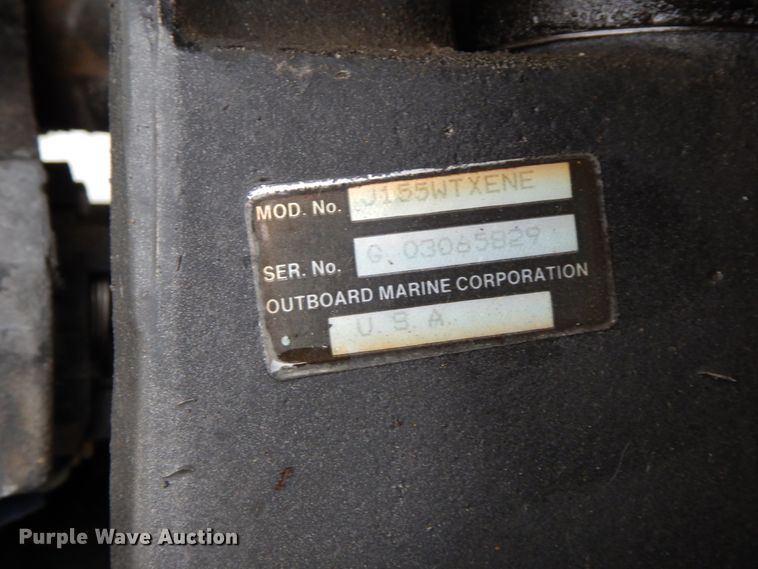 MOD. No. J155WTXENE
SER. No. G 03065829
OUTBOARD MARINE CORPORATION
U.S.A.
Purple Wave Auction